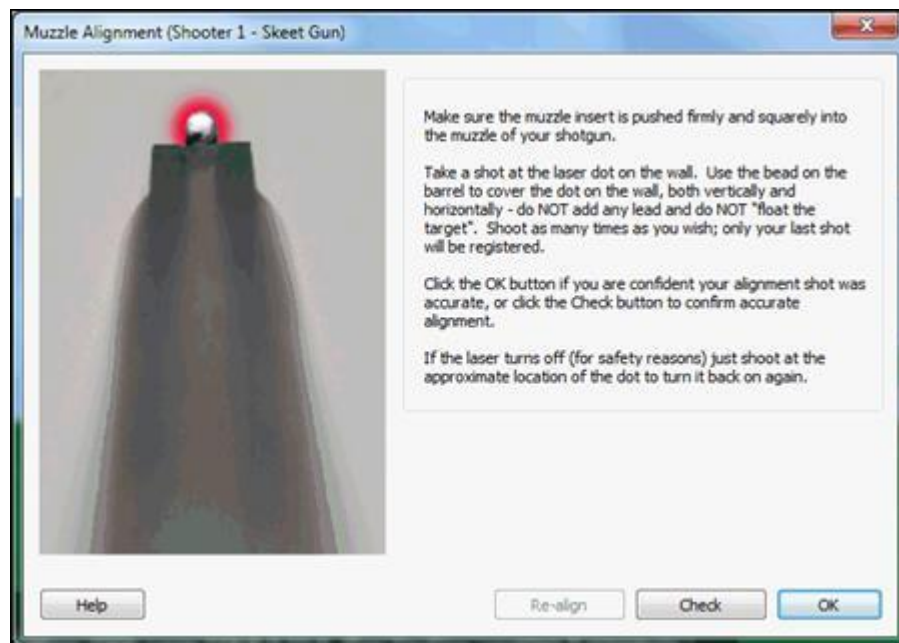 Muzzle Alignment (Shooter 1 - Skeet Gun)
Make sure the muzzle insert is pushed firmly and squarely into
the muzzle of your shotgun.
Take a shot at the laser dot on the wall. Use the bead on the
barrel to cover the dot on the wall, both vertically and
horizontally - do NOT add any lead and do NOT "float the
target". Shoot as many times as you wish; only your last shot
will be registered.
Click the OK button if you are confident your alignment shot was
accurate, or click the Check button to confirm accurate
alignment.
If the laser turns off (for safety reasons) just shoot at the
approximate location of the dot to turn it back on again.
Help
Re-align
Check
OK